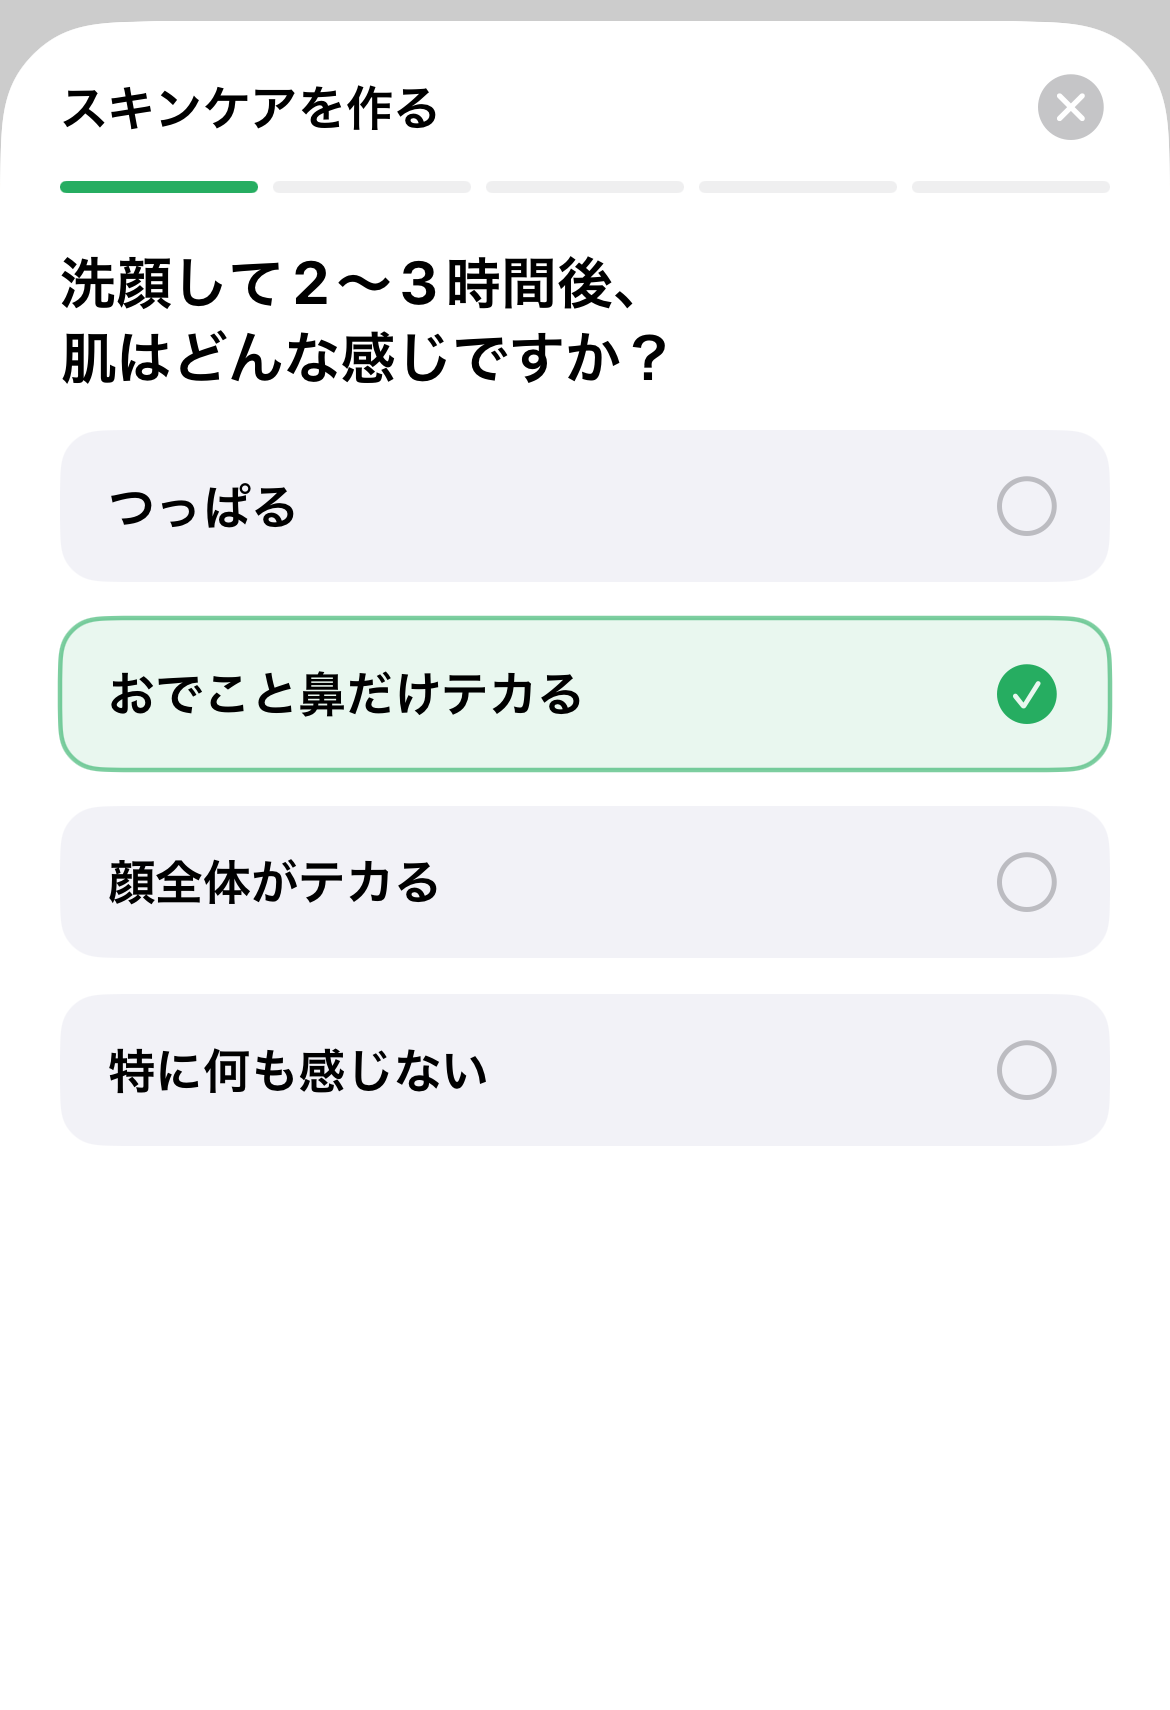 スキンケアを作る
洗顔して2〜3時間後、
肌はどんな感じですか？
つっぱる
おでこと鼻だけテカる
顔全体がテカる
特に何も感じない